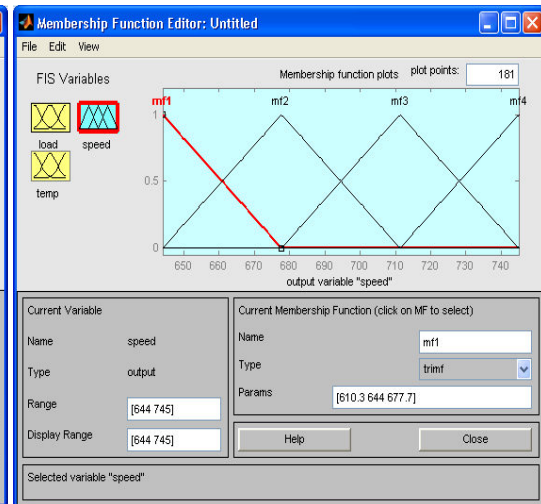 Membership Function Editor: Untitled
File Edit View
FIS Variables
Membership function plots plot points: 181
load speed
temp
mf1 mf2 mf3 mf4
1
0.5
0
650 660 670 680 690 700 710 720 730 740
output variable "speed"
Current Variable
Name speed
Type output
Range [644 745]
Display Range [644 745]
Current Membership Function (click on MF to select)
Name mf1
Type trimf
Params [610.3 644 677.7]
Help Close
Selected variable "speed"